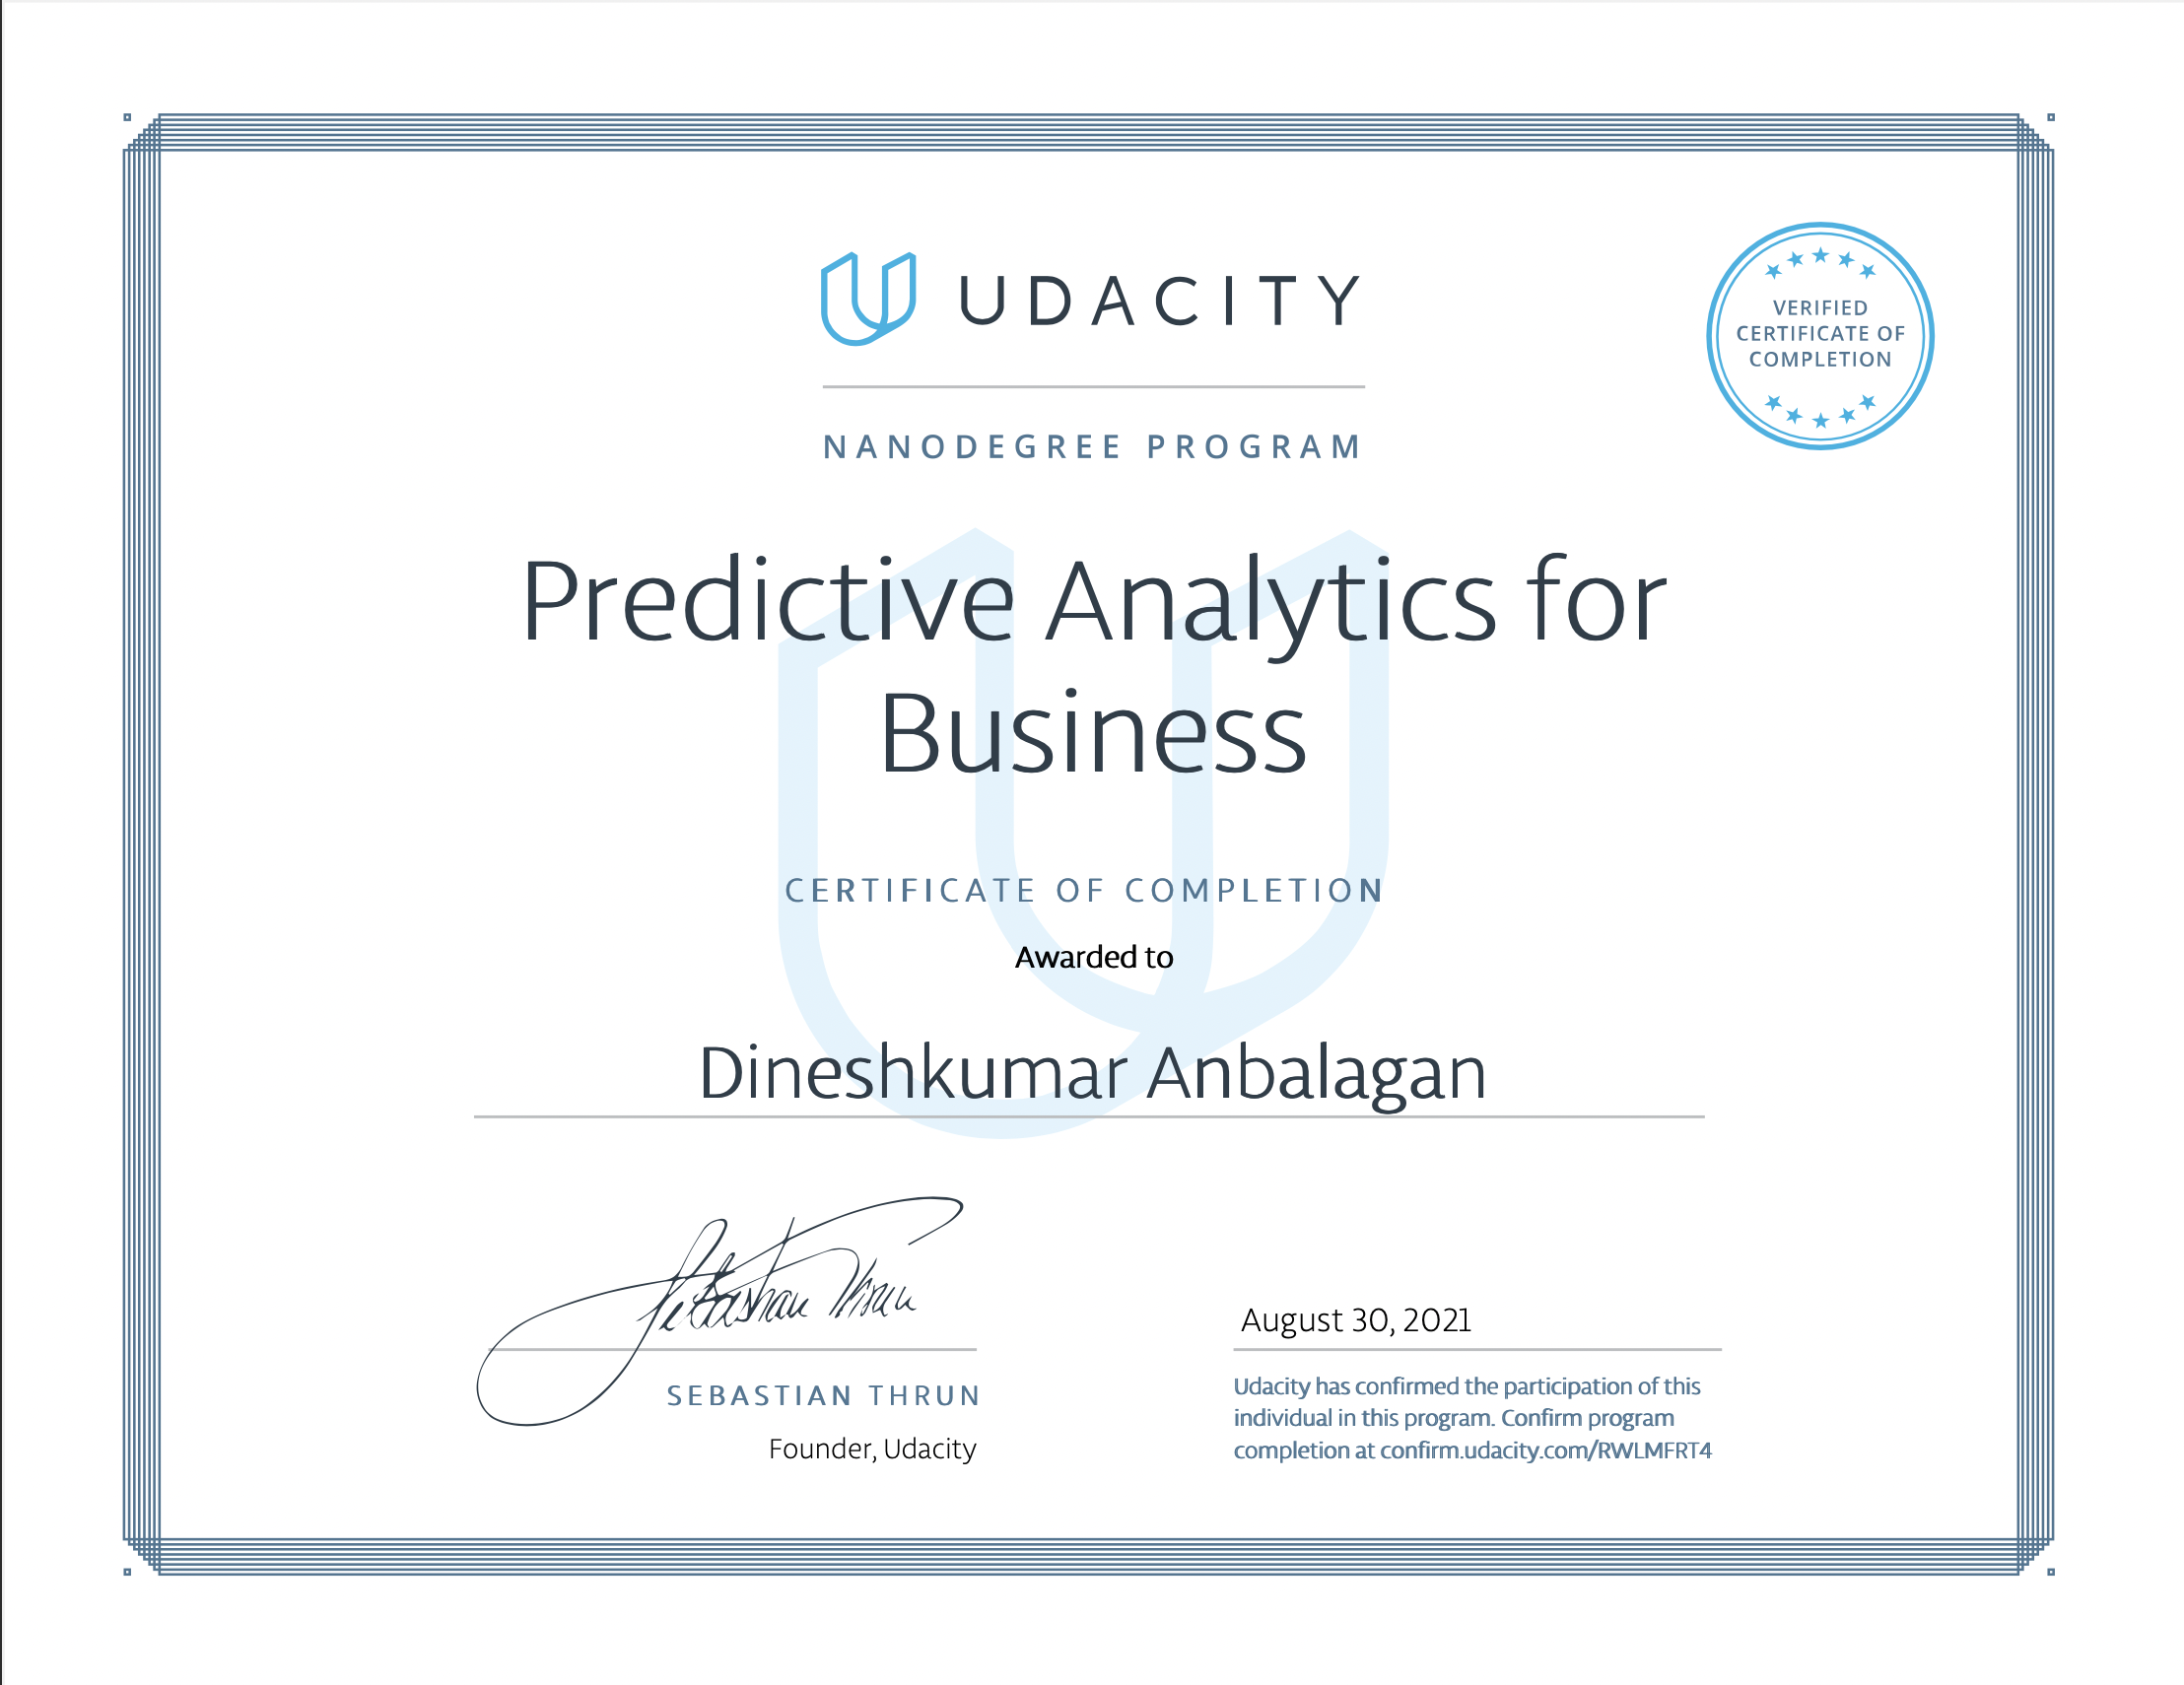 UDACITY
VERIFIED
CERTIFICATE OF
COMPLETION
NANODEGREE PROGRAM
Predictive Analytics for
Business
CERTIFICATE OF COMPLETION
Awarded to
Dineshkumar Anbalagan
Sebastian Thrun
SEBASTIAN THRUN
Founder, Udacity
August 30, 2021
Udacity has confirmed the participation of this
individual in this program. Confirm program
completion at confirm.udacity.com/RWLMFRT4